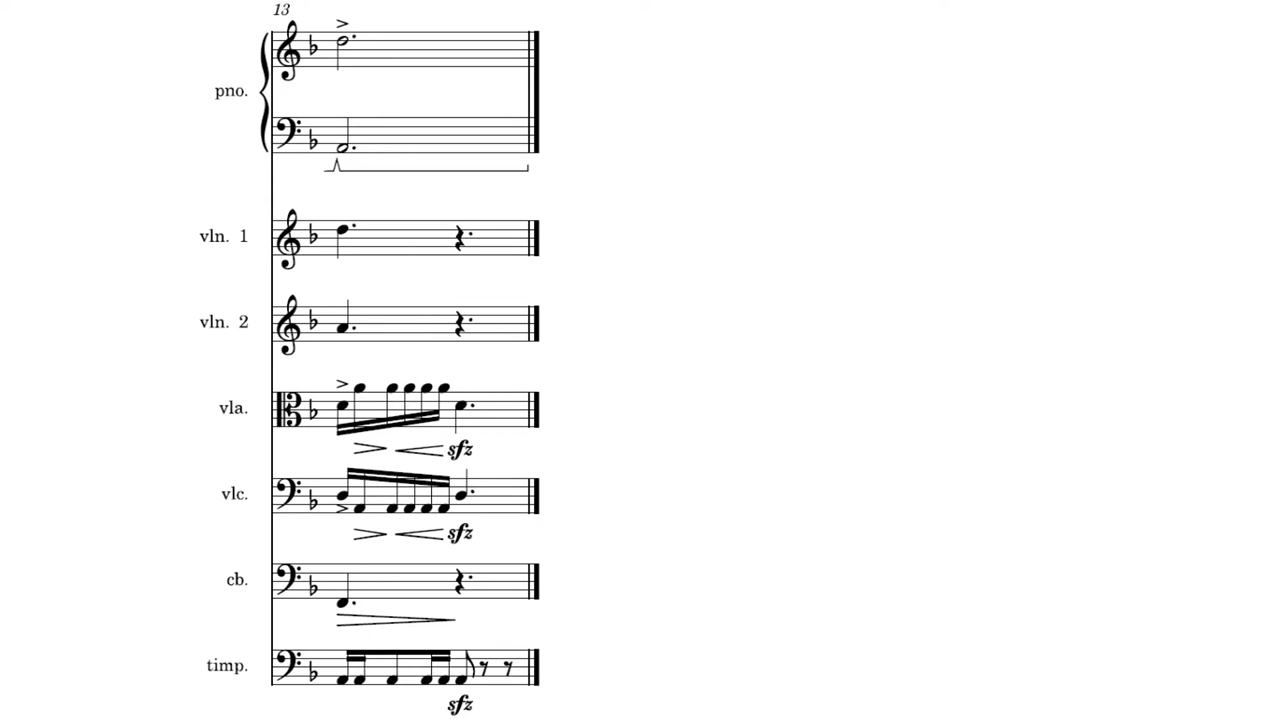 13
pno.
vln. 1
vln. 2
vla.
sfz
vlc.
sfz
cb.
timp.
sfz